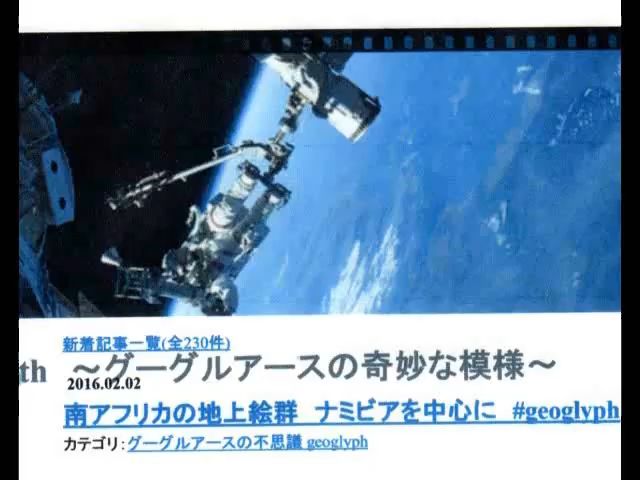 新着記事一覧(全230件)
th ～グーグルアースの奇妙な模様～
2016.02.02
南アフリカの地上絵群 ナミビアを中心に #geoglyph
カテゴリ:グーグルアースの不思議 geoglyph